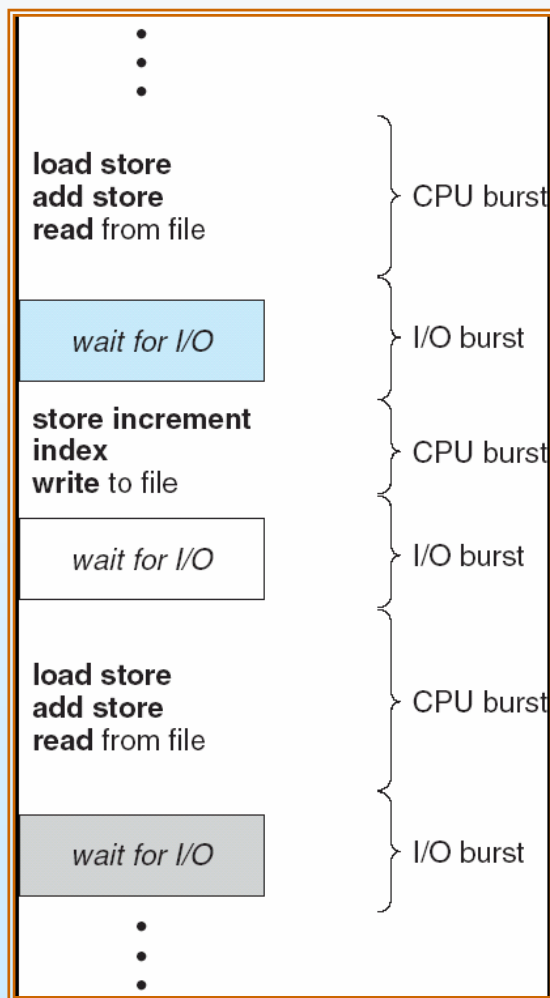 load store
add store
read from file
CPU burst
wait for I/O
I/O burst
store increment
index
write to file
CPU burst
wait for I/O
I/O burst
load store
add store
read from file
CPU burst
wait for I/O
I/O burst